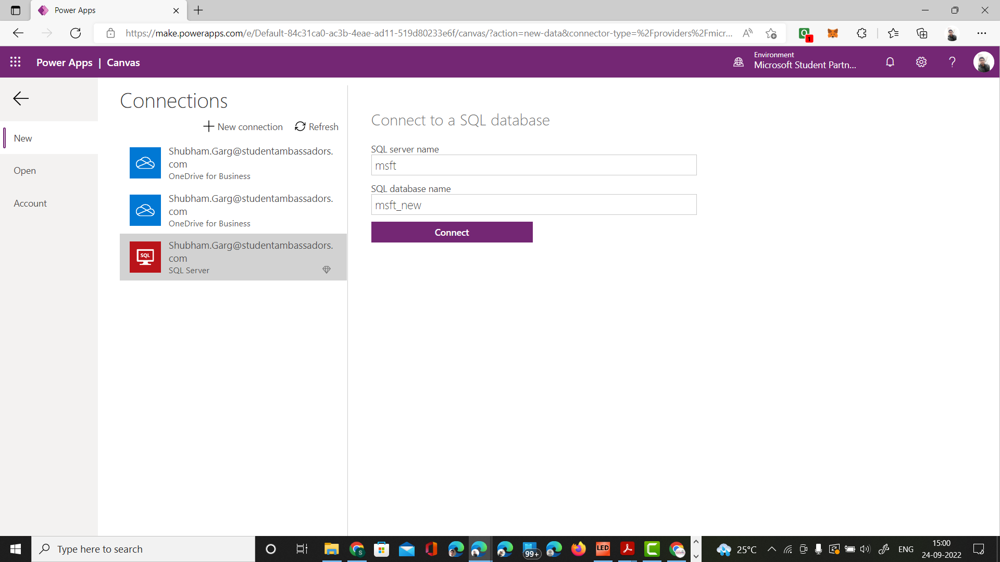 Power Apps
https://make.powerapps.com/e/Default-84c31ca0-ac3b-4eae-ad11-519d80233e6f/canvas/?action=new-data&connector-type=%2Fproviders%2Fmicr...
1
Power Apps | Canvas
Environment
Microsoft Student Partn...
New
Open
Account
Connections
New connection
Refresh
Shubham.Garg@studentambassadors.
com
OneDrive for Business
Shubham.Garg@studentambassadors.
com
OneDrive for Business
SQL
Shubham.Garg@studentambassadors.
com
SQL Server
Connect to a SQL database
SQL server name
msft
SQL database name
msft_new
Connect
Type here to search
S
99+
LED
25°C
ENG
15:00
24-09-2022